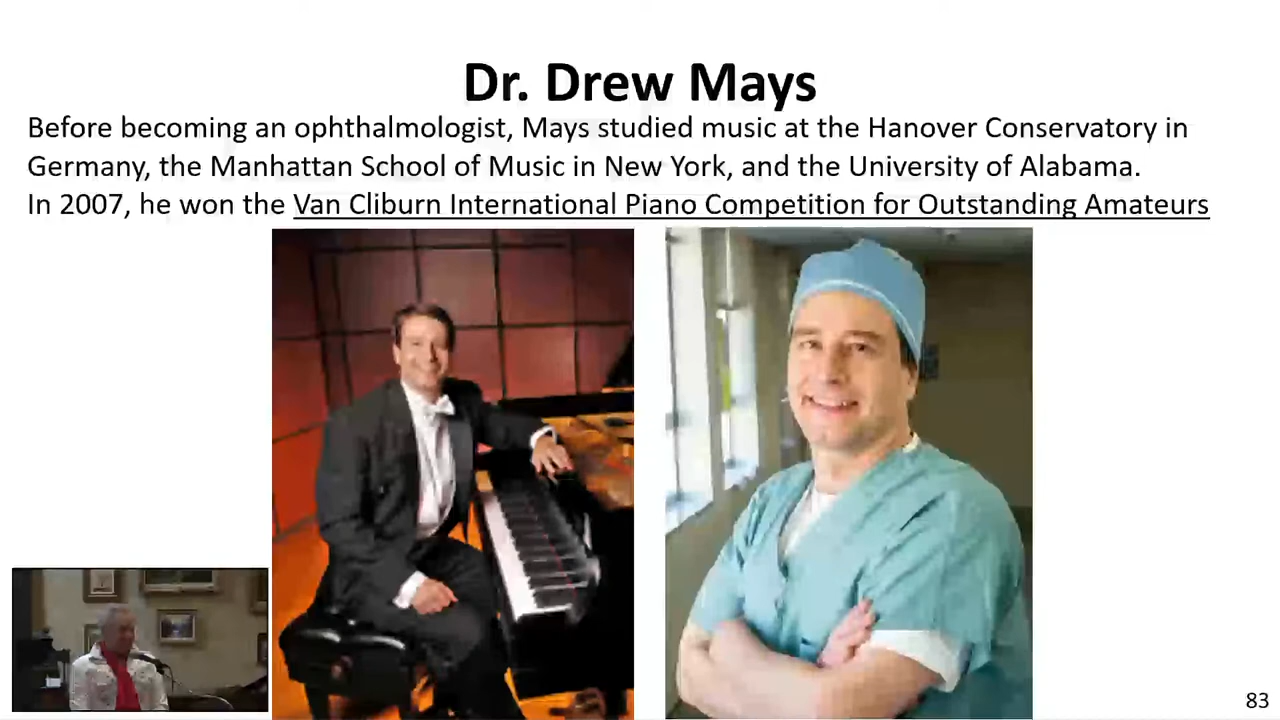 Dr. Drew Mays
Before becoming an ophthalmologist, Mays studied music at the Hanover Conservatory in
Germany, the Manhattan School of Music in New York, and the University of Alabama.
In 2007, he won the Van Cliburn International Piano Competition for Outstanding Amateurs
83